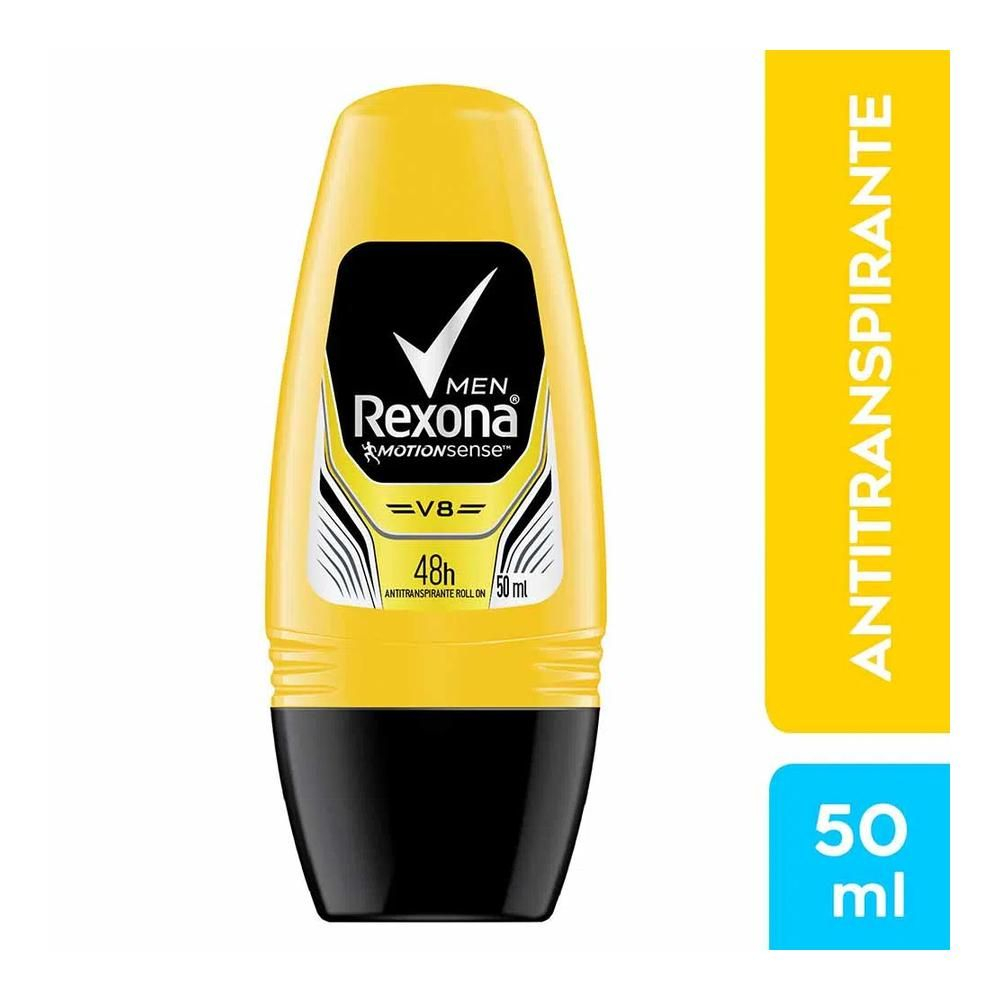 MEN
Rexona®
MOTIONsense™
V8
48h
ANTITRANSPIRANTE ROLL ON
50 ml
ANTITRANSPIRANTE
50
ml